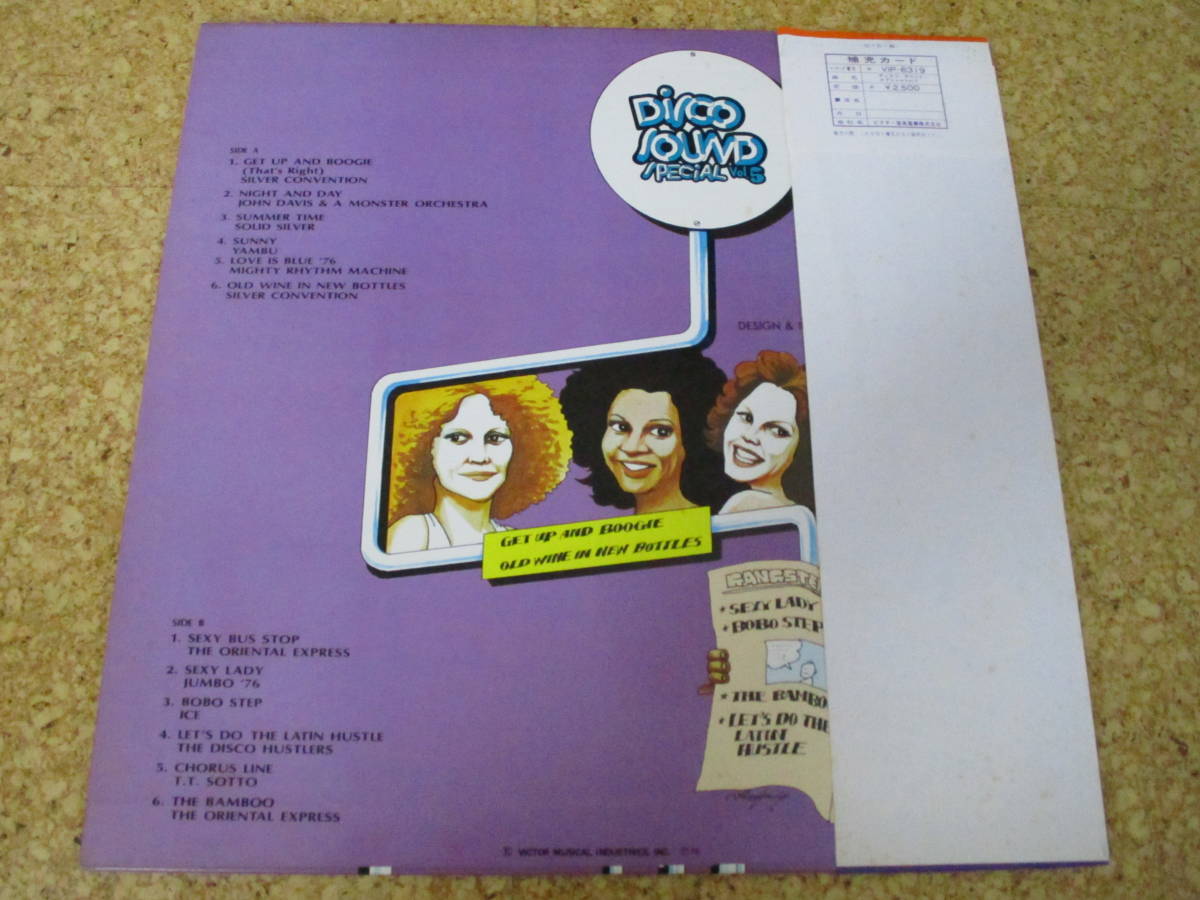 DISCO
SOUND
SPECIAL Vol 5
補充カード
VIP-6319
¥2,500
SIDE A
1. GET UP AND BOOGIE
(That's Right)
SILVER CONVENTION
2. NIGHT AND DAY
JOHN DAVIS & A MONSTER ORCHESTRA
3. SUMMER TIME
SOLID SILVER
4. SUNNY
YAMBU
5. LOVE IS BLUE '76
MIGHTY RHYTHM MACHINE
6. OLD WINE IN NEW BOTTLES
SILVER CONVENTION
DESIGN &
GET UP AND BOOGIE
OLD WINE IN NEW BOTTLES
GANGSTE
* SEXY LADY
* BOBO STEP
* THE BAMBO
* LET'S DO THE
LATIN
HUSTLE
SIDE B
1. SEXY BUS STOP
THE ORIENTAL EXPRESS
2. SEXY LADY
JUMBO '76
3. BOBO STEP
ICE
4. LET'S DO THE LATIN HUSTLE
THE DISCO HUSTLERS
5. CHORUS LINE
T.T. SOTTO
6. THE BAMBOO
THE ORIENTAL EXPRESS
VICTOR MUSICAL INDUSTRIES, INC.